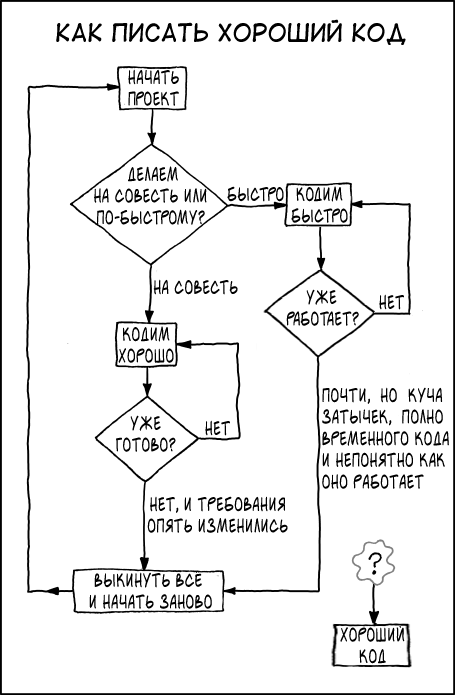 КАК ПИСАТЬ ХОРОШИЙ КОД
НАЧАТЬ
ПРОЕКТ
ДЕЛАЕМ
НА СОВЕСТЬ ИЛИ
ПО-БЫСТРОМУ?
БЫСТРО
КОДИМ
БЫСТРО
НА СОВЕСТЬ
УЖЕ
РАБОТАЕТ?
НЕТ
КОДИМ
ХОРОШО
УЖЕ
ГОТОВО?
НЕТ
ПОЧТИ, НО КУЧА
ЗАТЫЧЕК, ПОЛНО
ВРЕМЕННОГО КОДА
И НЕПОНЯТНО КАК
ОНО РАБОТАЕТ
НЕТ, И ТРЕБОВАНИЯ
ОПЯТЬ ИЗМЕНИЛИСЬ
ВЫКИНУТЬ ВСЕ
И НАЧАТЬ ЗАНОВО
?
ХОРОШИЙ
КОД